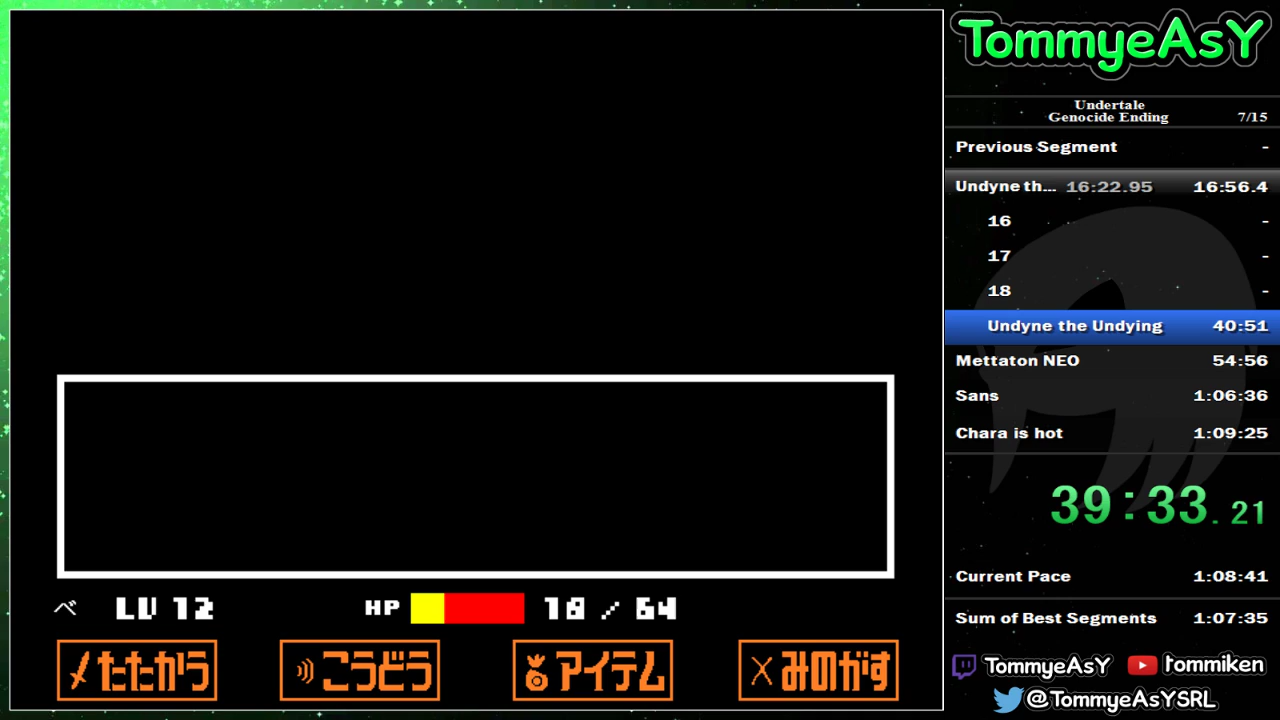 TommyeAsY
Undertale
Genocide Ending 7/15
Previous Segment -
Undyne th... 16:22.95 16:56.4
16 -
17 -
18 -
Undyne the Undying 40:51
Mettaton NEO 54:56
Sans 1:06:36
Chara is hot 1:09:25
39:33.21
Current Pace 1:08:41
Sum of Best Segments 1:07:35
TommyeAsY tommiken
@TommyeAsYSRL
べ LV 12 HP 18 / 64
たたかう こうどう アイテム みのがす